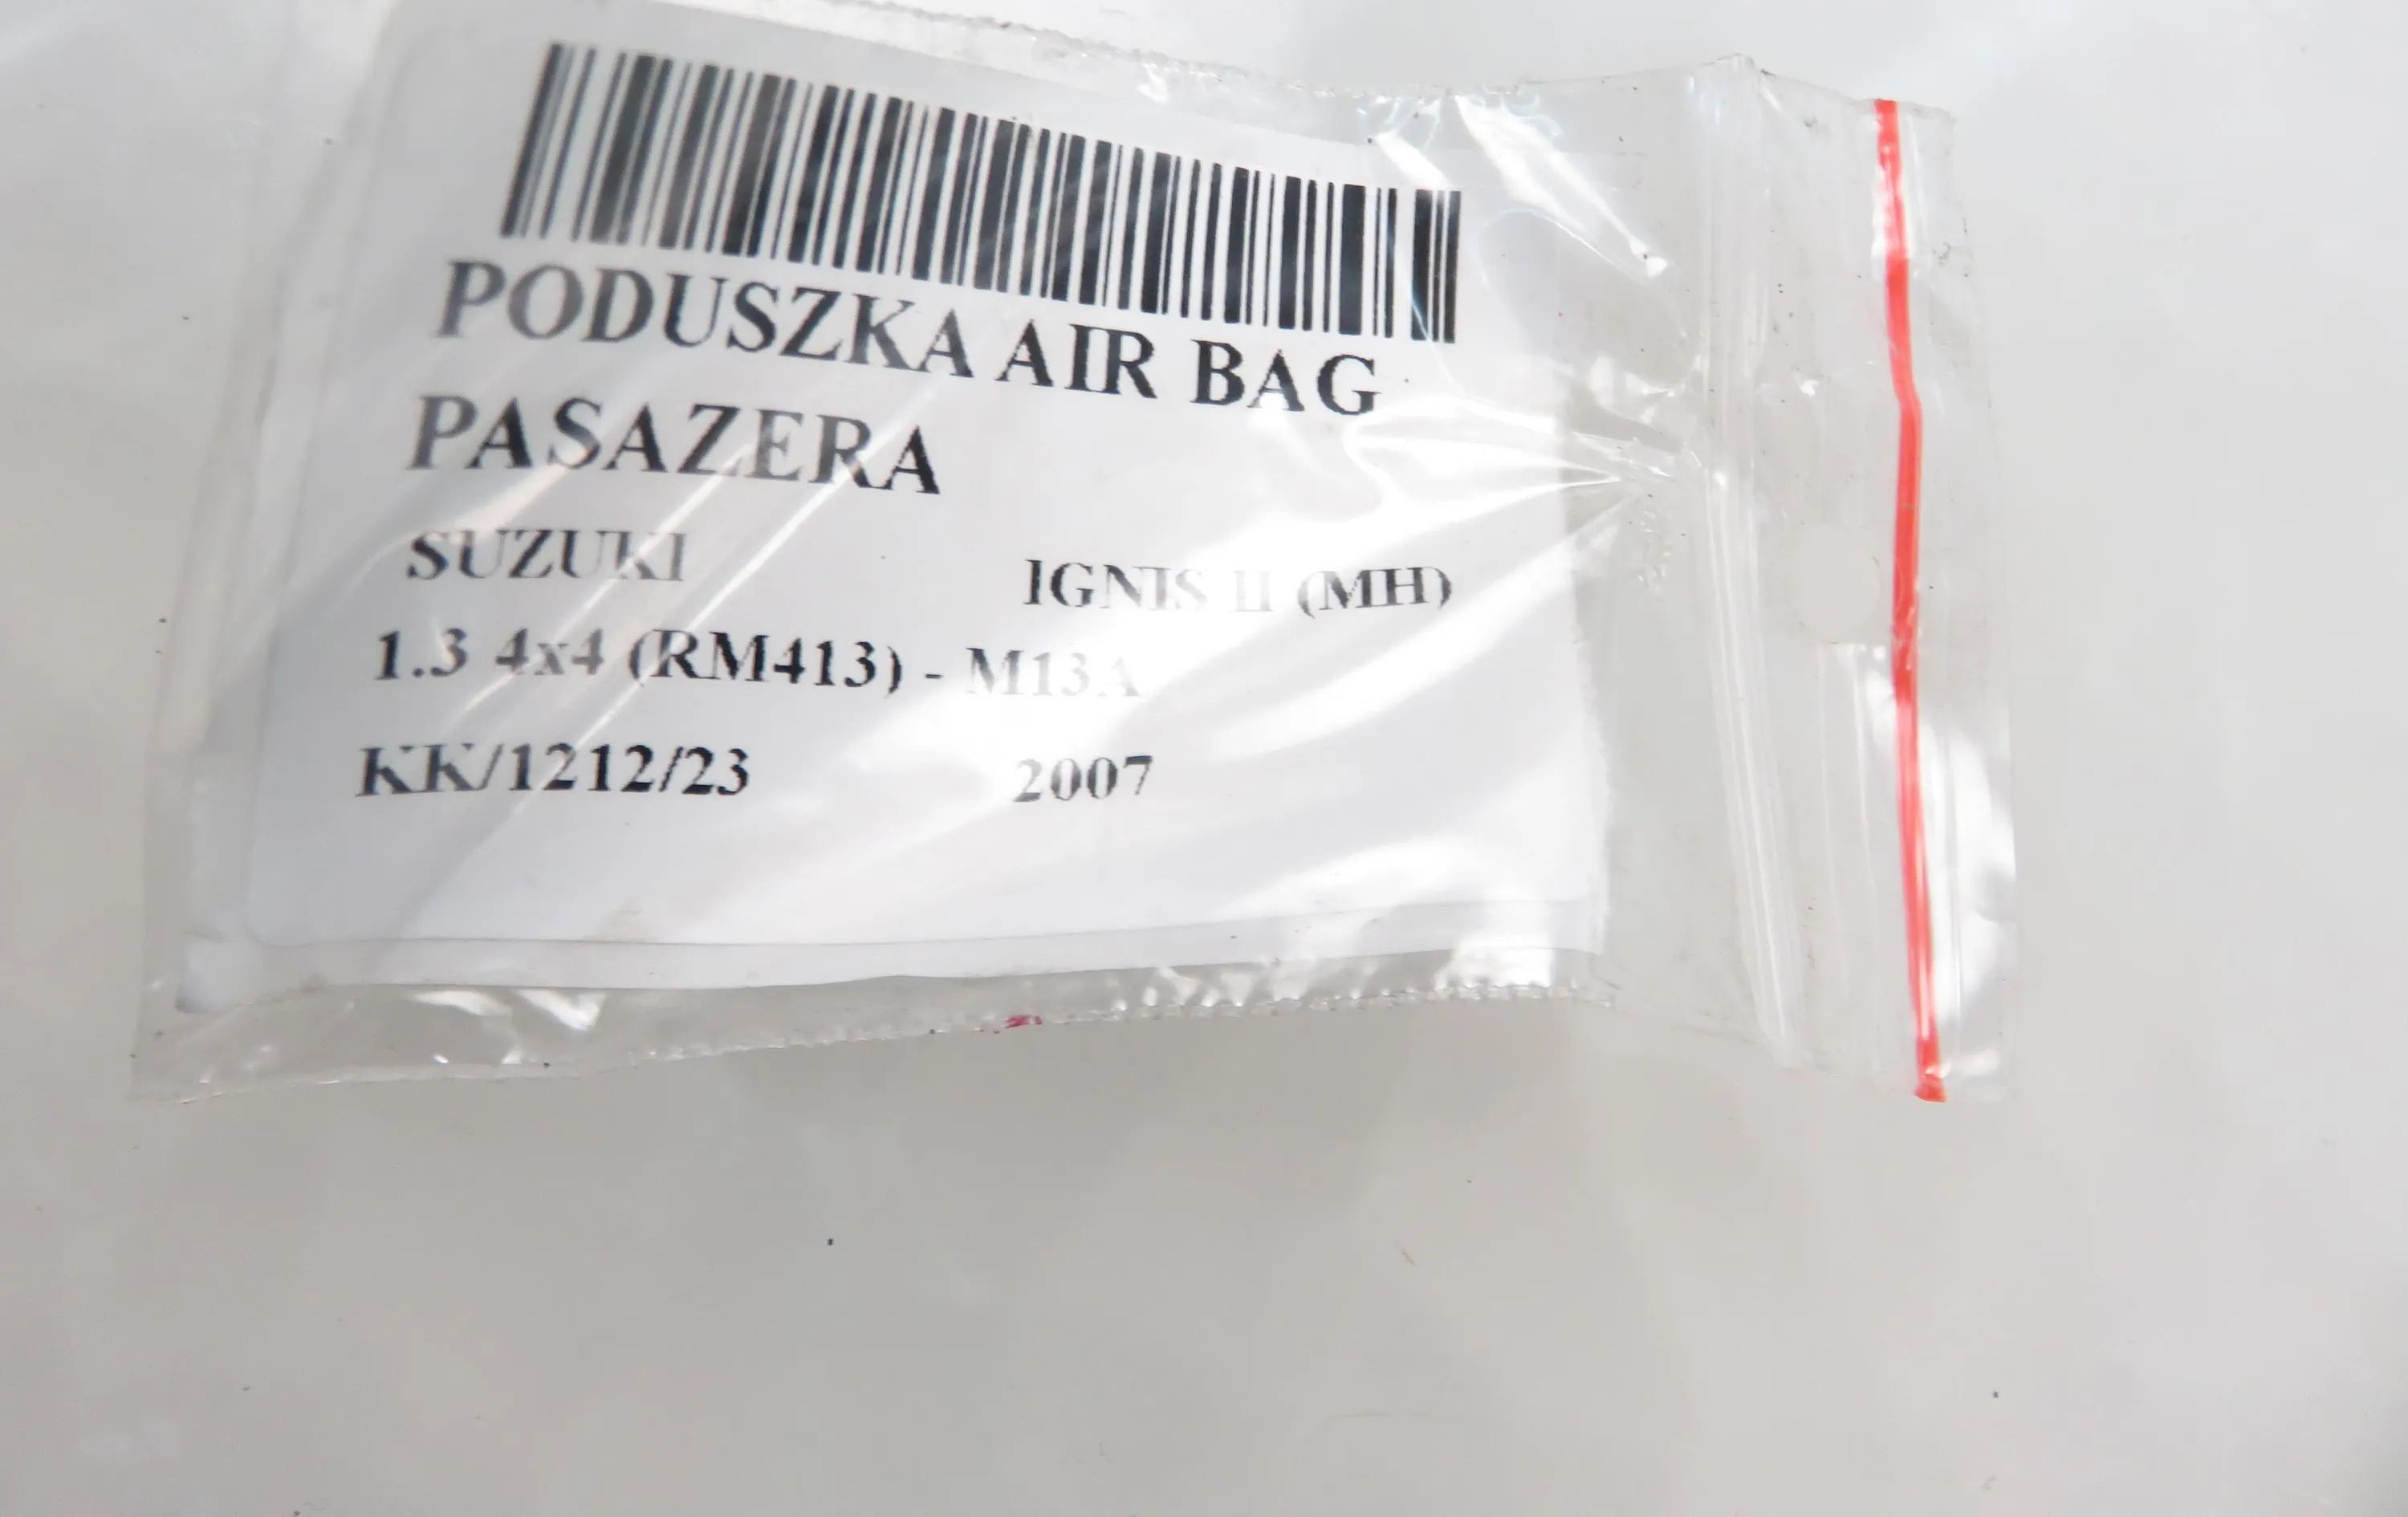 PODUSZKA AIR BAG
PASAZERA
SUZUKI IGNIS II (MH)
1.3 4x4 (RM413) - M13A
KK/1212/23 2007